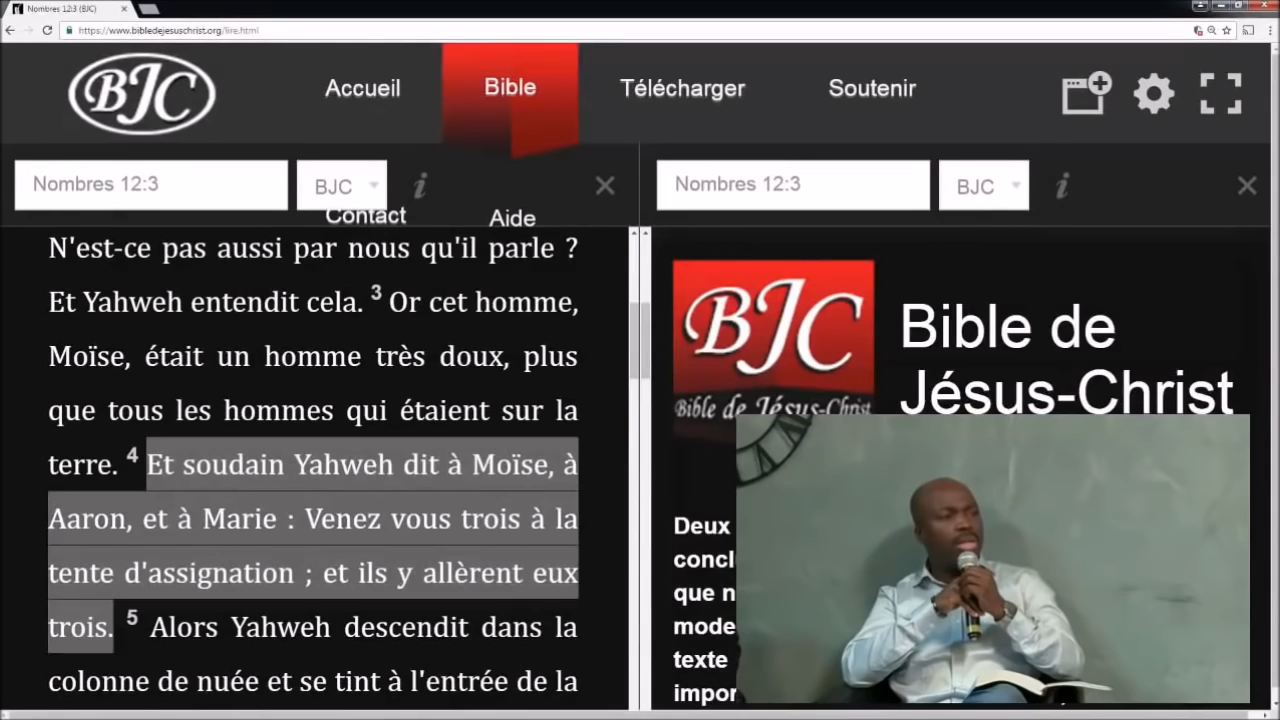 Nombres 12:3 (BJC)
https://www.bibledejesuschrist.org/lire.html
BJC
Accueil
Bible
Télécharger
Soutenir
Nombres 12:3
BJC
i
Contact
Aide
Nombres 12:3
BJC
i
N'est-ce pas aussi par nous qu'il parle ?
Et Yahweh entendit cela. 3 Or cet homme,
Moïse, était un homme très doux, plus
que tous les hommes qui étaient sur la
terre. 4 Et soudain Yahweh dit à Moïse, à
Aaron, et à Marie : Venez vous trois à la
tente d'assignation ; et ils y allèrent eux
trois. 5 Alors Yahweh descendit dans la
colonne de nuée et se tint à l'entrée de la
BJC
Bible de Jésus-Christ
Bible de
Jésus-Christ
Deux
concl
que n
mode
texte
impor